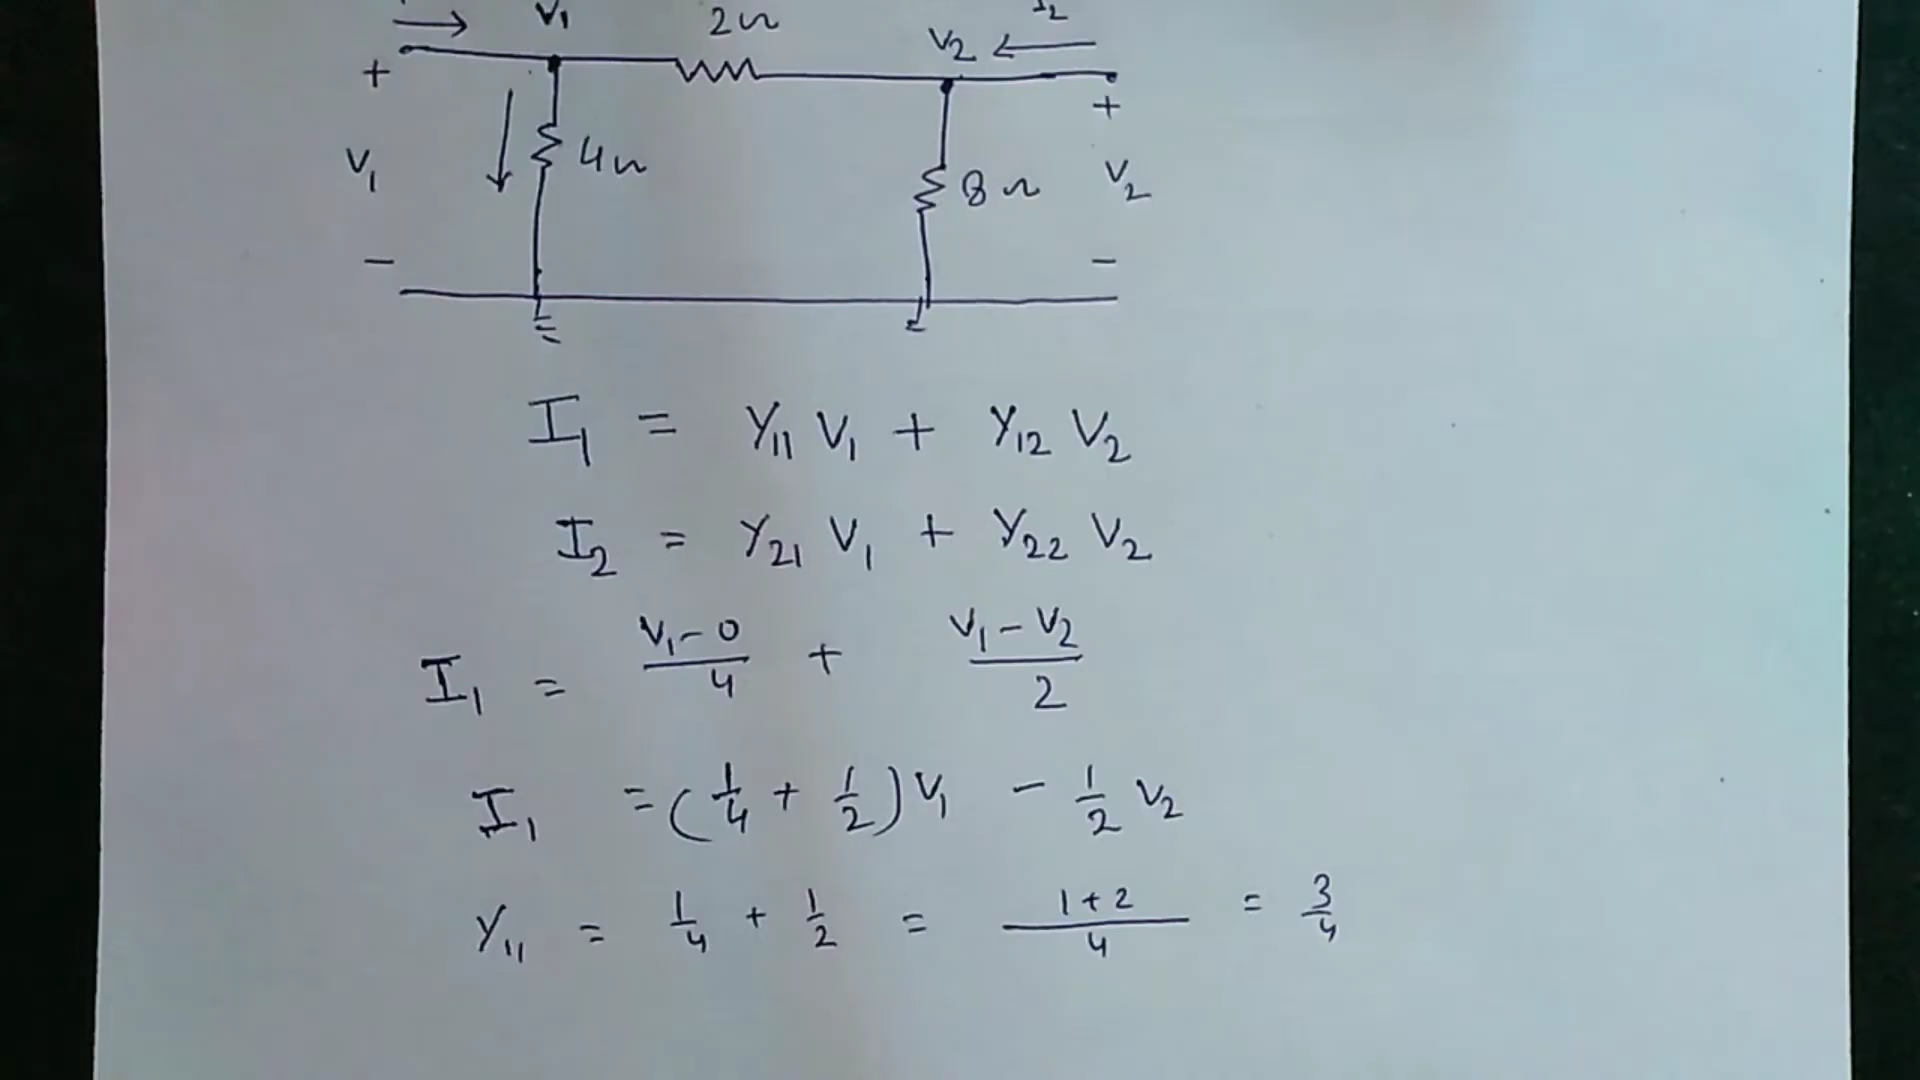 V₁ 2Ω I₂
V₂
+ +
V₁ 4Ω 8Ω V₂
− −
I₁ = Y₁₁ V₁ + Y₁₂ V₂
I₂ = Y₂₁ V₁ + Y₂₂ V₂
I₁ = (V₁ − 0)/4 + (V₁ − V₂)/2
I₁ = (1/4 + 1/2) V₁ − 1/2 V₂
Y₁₁ = 1/4 + 1/2 = (1 + 2)/4 = 3/4